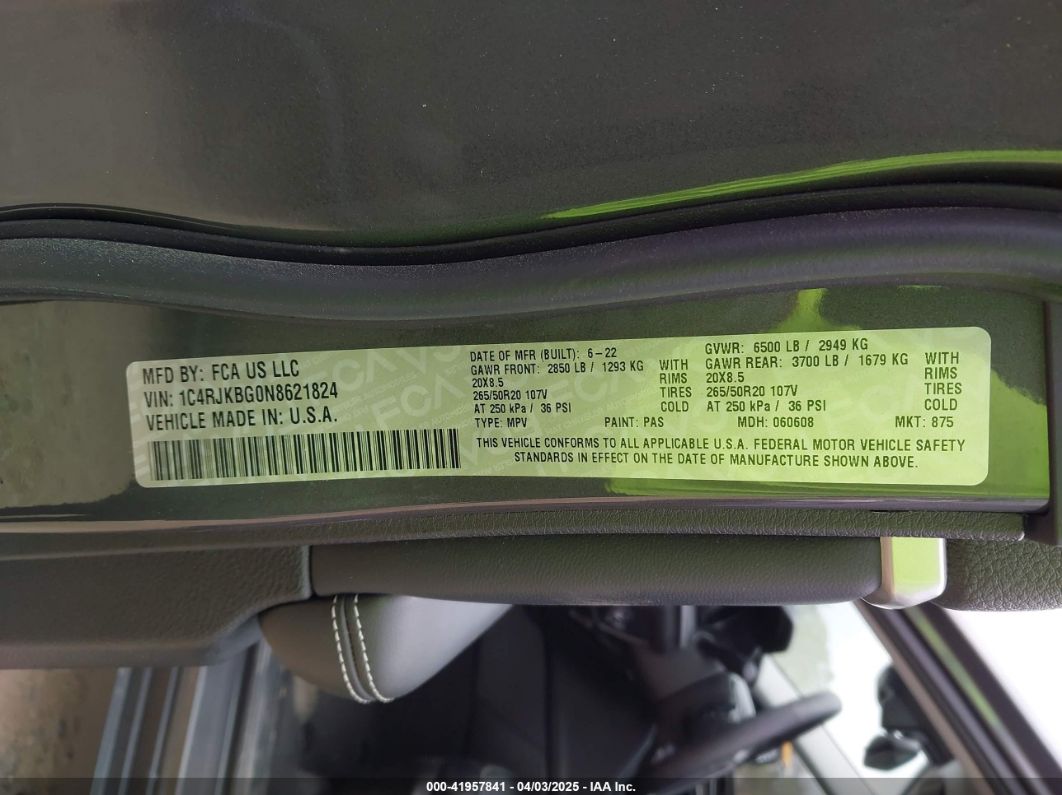 MFD BY: FCA US LLC
VIN: 1C4RJKBG0N8621824
VEHICLE MADE IN: U.S.A.
DATE OF MFR (BUILT): 6-22
GAWR FRONT: 2850 LB / 1293 KG WITH
20X8.5 RIMS
265/50R20 107V TIRES
AT 250 kPa / 36 PSI COLD
GVWR: 6500 LB / 2949 KG
GAWR REAR: 3700 LB / 1679 KG WITH
20X8.5 RIMS
265/50R20 107V TIRES
AT 250 kPa / 36 PSI COLD
TYPE: MPV PAINT: PAS MDH: 060608 MKT: 875
THIS VEHICLE CONFORMS TO ALL APPLICABLE U.S.A. FEDERAL MOTOR VEHICLE SAFETY
STANDARDS IN EFFECT ON THE DATE OF MANUFACTURE SHOWN ABOVE.
000-41957841 - 04/03/2025 - IAA Inc.